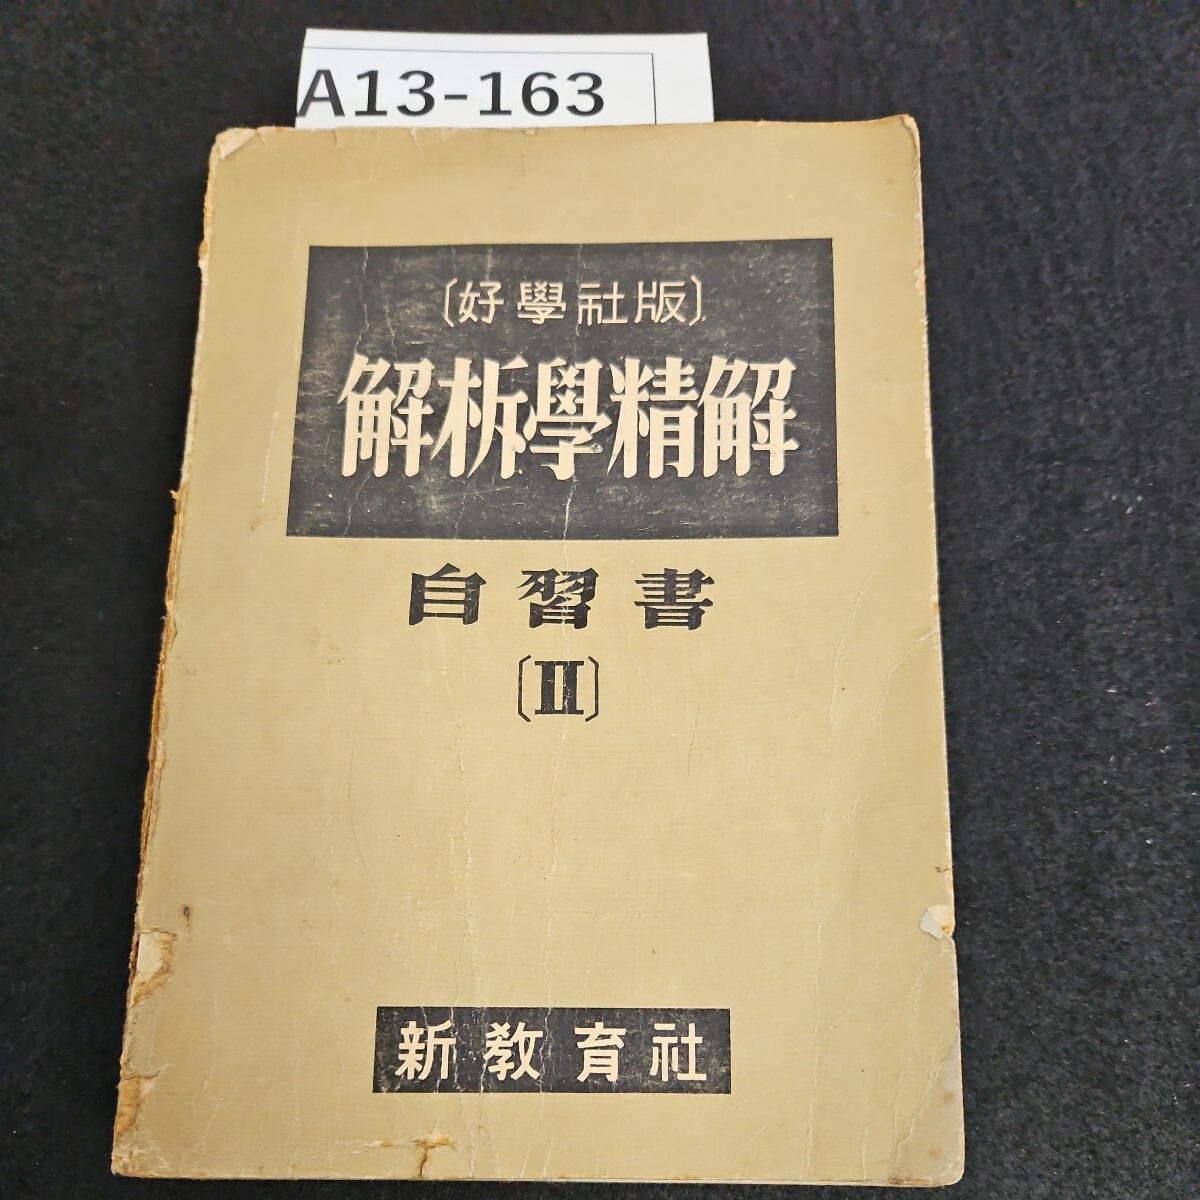 A13-163
〔好學社版〕
解析學精解
自習書
〔II〕
新教育社